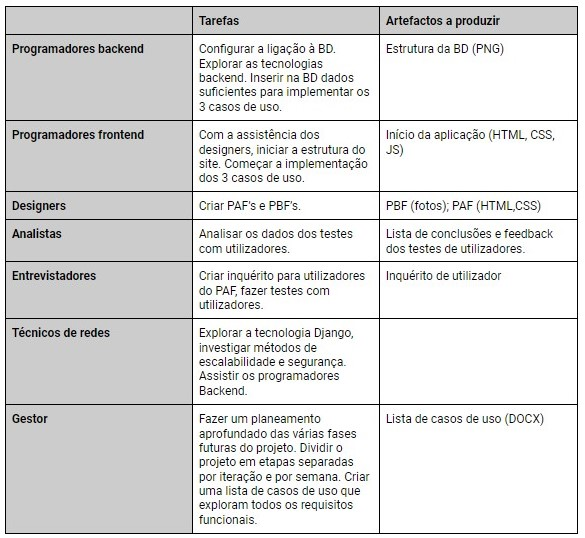 Tarefas
Artefactos a produzir
Programadores backend
Configurar a ligação à BD.
Explorar as tecnologias
backend. Inserir na BD dados
suficientes para implementar os
3 casos de uso.
Estrutura da BD (PNG)
Programadores frontend
Com a assistência dos
designers, iniciar a estrutura do
site. Começar a implementação
dos 3 casos de uso.
Início da aplicação (HTML, CSS,
JS)
Designers
Criar PAF's e PBF's.
PBF (fotos); PAF (HTML,CSS)
Analistas
Analisar os dados dos testes
com utilizadores.
Lista de conclusões e feedback
dos testes de utilizadores.
Entrevistadores
Criar inquérito para utilizadores
do PAF, fazer testes com
utilizadores.
Inquérito de utilizador
Técnicos de redes
Explorar a tecnologia Django,
investigar métodos de
escalabilidade e segurança.
Assistir os programadores
Backend.
Gestor
Fazer um planeamento
aprofundado das várias fases
futuras do projeto. Dividir o
projeto em etapas separadas
por iteração e por semana. Criar
uma lista de casos de uso que
exploram todos os requisitos
funcionais.
Lista de casos de uso (DOCX)